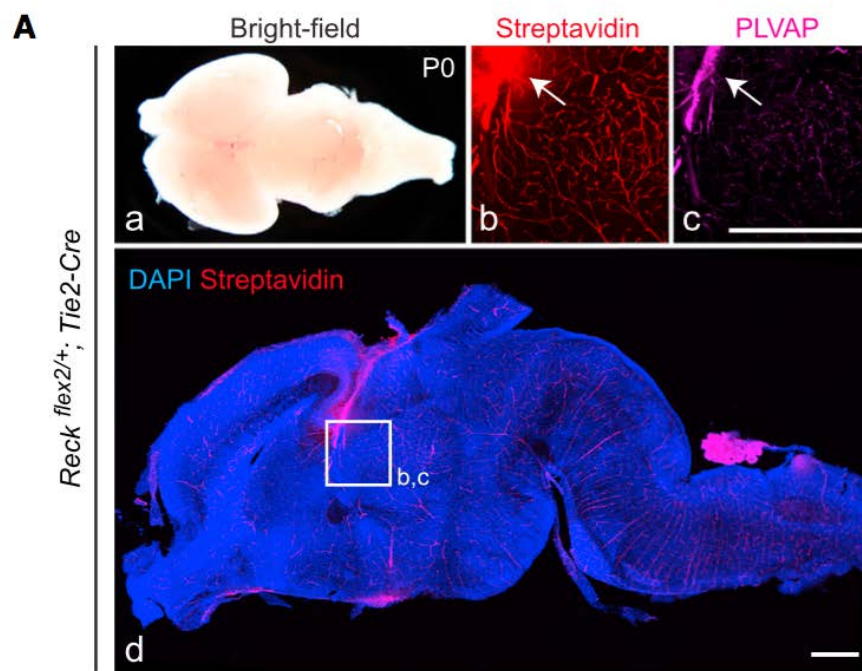 A
Bright-field
Streptavidin
PLVAP
P0
a
b
c
Reck flex2/+; Tie2-Cre
DAPI Streptavidin
b,c
d